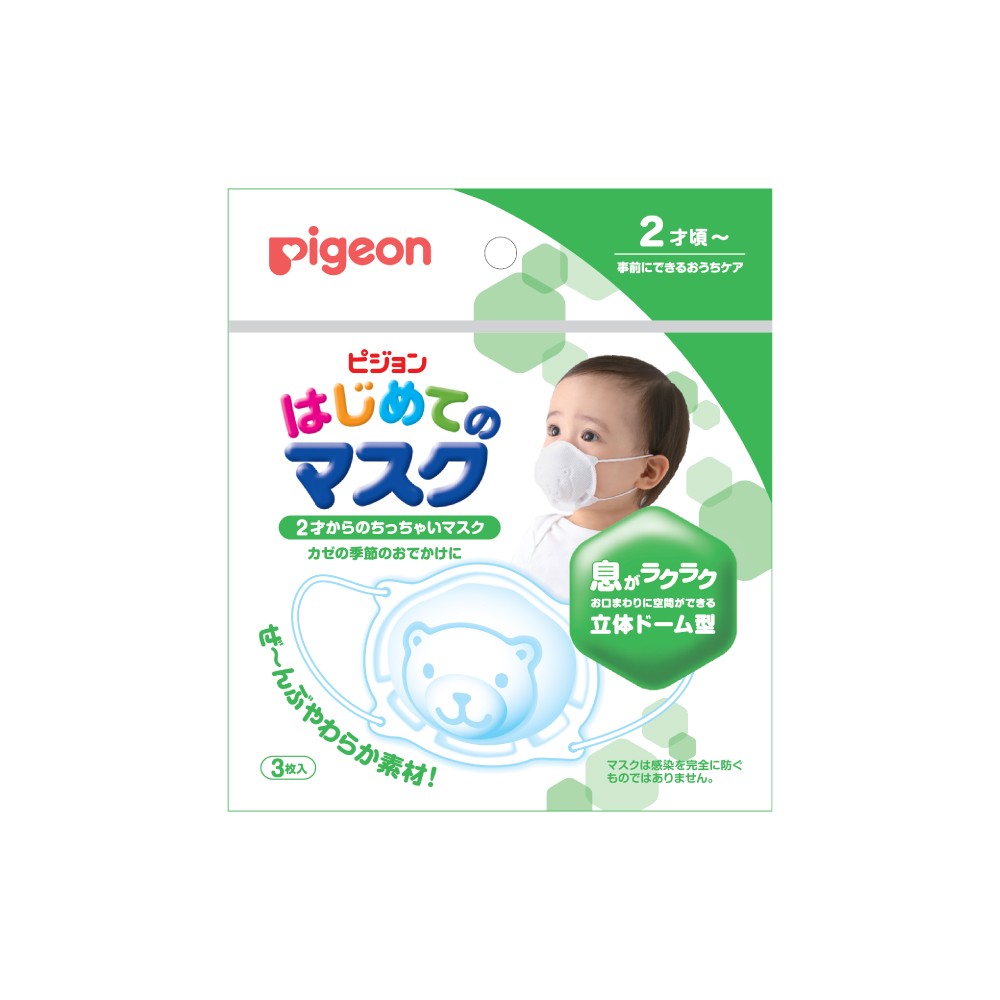 pigeon
2才頃～
事前にできるおうちケア
ピジョン
はじめての
マスク
2才からのちっちゃいマスク
カゼの季節のおでかけに
息がラクラク
お口まわりに空間ができる
立体ドーム型
ぜ～んぶやわらか素材!
3枚入
マスクは感染を完全に防ぐ
ものではありません。